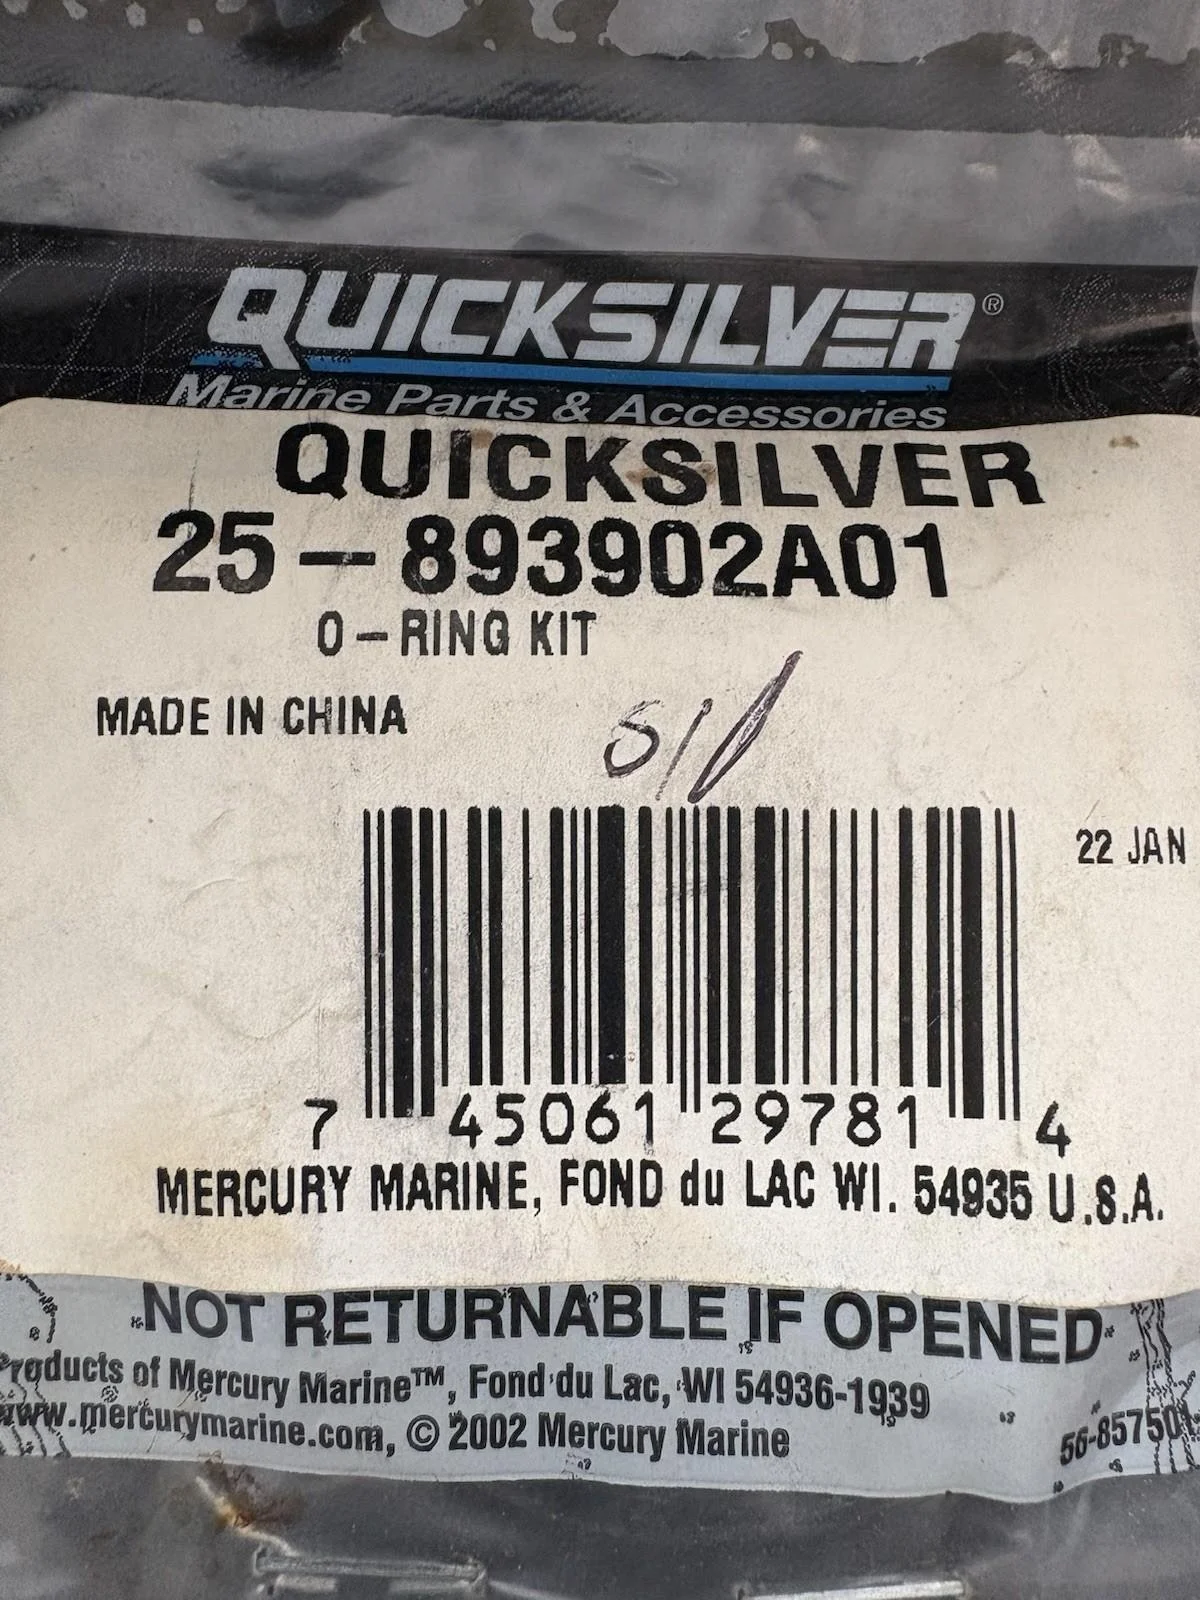 QUICKSILVER®
Marine Parts & Accessories
QUICKSILVER
25-893902A01
O-RING KIT
MADE IN CHINA
22 JAN
7 45061 29781 4
MERCURY MARINE, FOND du LAC WI. 54935 U.S.A.
NOT RETURNABLE IF OPENED
Products of Mercury Marine™, Fond du Lac, WI 54936-1939
www.mercurymarine.com, © 2002 Mercury Marine